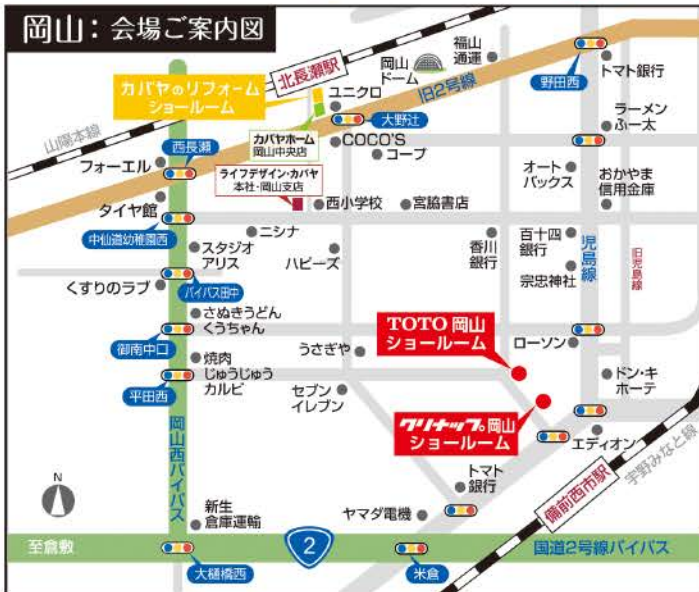 岡山：会場ご案内図
北長瀬駅
岡山
ドーム
福山
通運
旧2号線
野田西
トマト銀行
カバヤのリフォーム
ショールーム
ユニクロ
大野辻
山陽本線
カバヤホーム
岡山中央店
COCO'S
コープ
ラーメン
ふー太
フォーエル
西長瀬
ライフデザイン・カバヤ
本社・岡山支店
オート
バックス
おかやま
信用金庫
タイヤ館
西小学校
宮脇書店
中仙道幼稚園西
スタジオ
アリス
ニシナ
ハピーズ
香川
銀行
百十四
銀行
宗忠神社
児島線
旧児島線
くすりのラブ
バイパス田中
さぬきうどん
くうちゃん
御南中口
TOTO 岡山
ショールーム
ローソン
うさぎや
焼肉
じゅうじゅう
カルビ
平田西
セブン
イレブン
クリナップ 岡山
ショールーム
ドン・キ
ホーテ
エディオン
岡山西バイパス
宇野みなと線
備前西市駅
N
トマト
銀行
新生
倉庫運輸
ヤマダ電機
至倉敷
2
国道2号線バイパス
大樋橋西
米倉